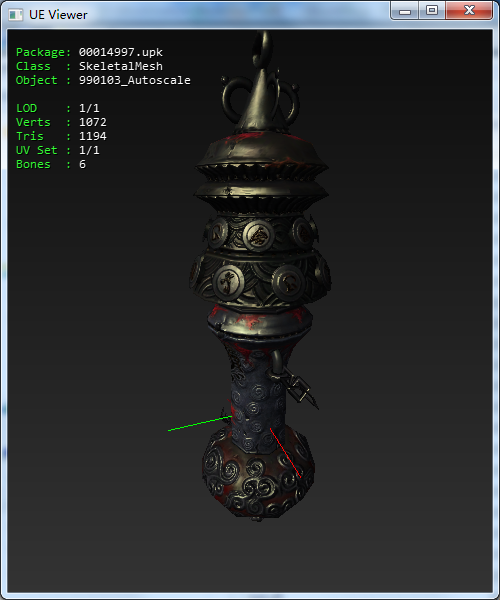 UE Viewer
Package: 00014997.upk
Class  : SkeletalMesh
Object : 990103_Autoscale
LOD    : 1/1
Verts  : 1072
Tris   : 1194
UV Set : 1/1
Bones  : 6